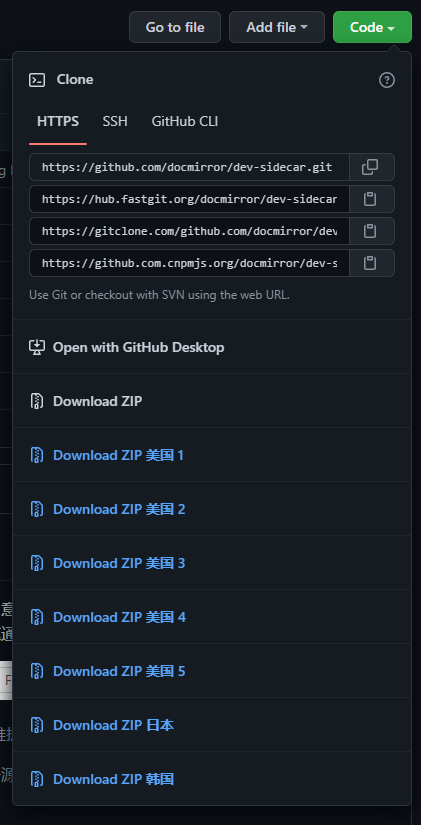 Go to file Add file Code
Clone
HTTPS SSH GitHub CLI
https://github.com/docmirror/dev-sidecar.git
https://hub.fastgit.org/docmirror/dev-sidecar
https://gitclone.com/github.com/docmirror/dev
https://github.com.cnpmjs.org/docmirror/dev-s
Use Git or checkout with SVN using the web URL.
Open with GitHub Desktop
Download ZIP
Download ZIP 美国 1
Download ZIP 美国 2
Download ZIP 美国 3
Download ZIP 美国 4
Download ZIP 美国 5
意
通
Download ZIP 日本
源
Download ZIP 韩国